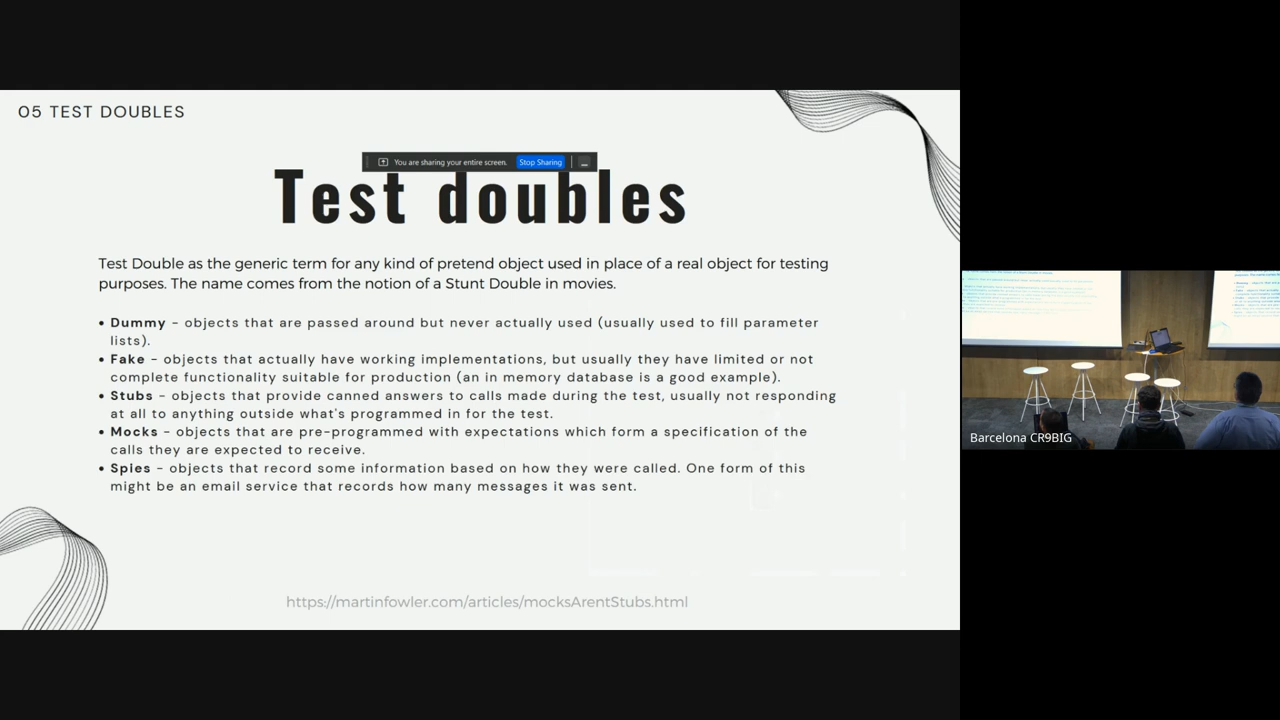 05 TEST DOUBLES
You are sharing your entire screen.
Stop Sharing
Test doubles
Test Double as the generic term for any kind of pretend object used in place of a real object for testing
purposes. The name comes from the notion of a Stunt Double in movies.
• Dummy - objects that are passed around but never actually used (usually used to fill parameter
lists).
• Fake - objects that actually have working implementations, but usually they have limited or not
complete functionality suitable for production (an in memory database is a good example).
• Stubs - objects that provide canned answers to calls made during the test, usually not responding
at all to anything outside what's programmed in for the test.
• Mocks - objects that are pre-programmed with expectations which form a specification of the
calls they are expected to receive.
• Spies - objects that record some information based on how they were called. One form of this
might be an email service that records how many messages it was sent.
https://martinfowler.com/articles/mocksArentStubs.html
Barcelona CR9BIG